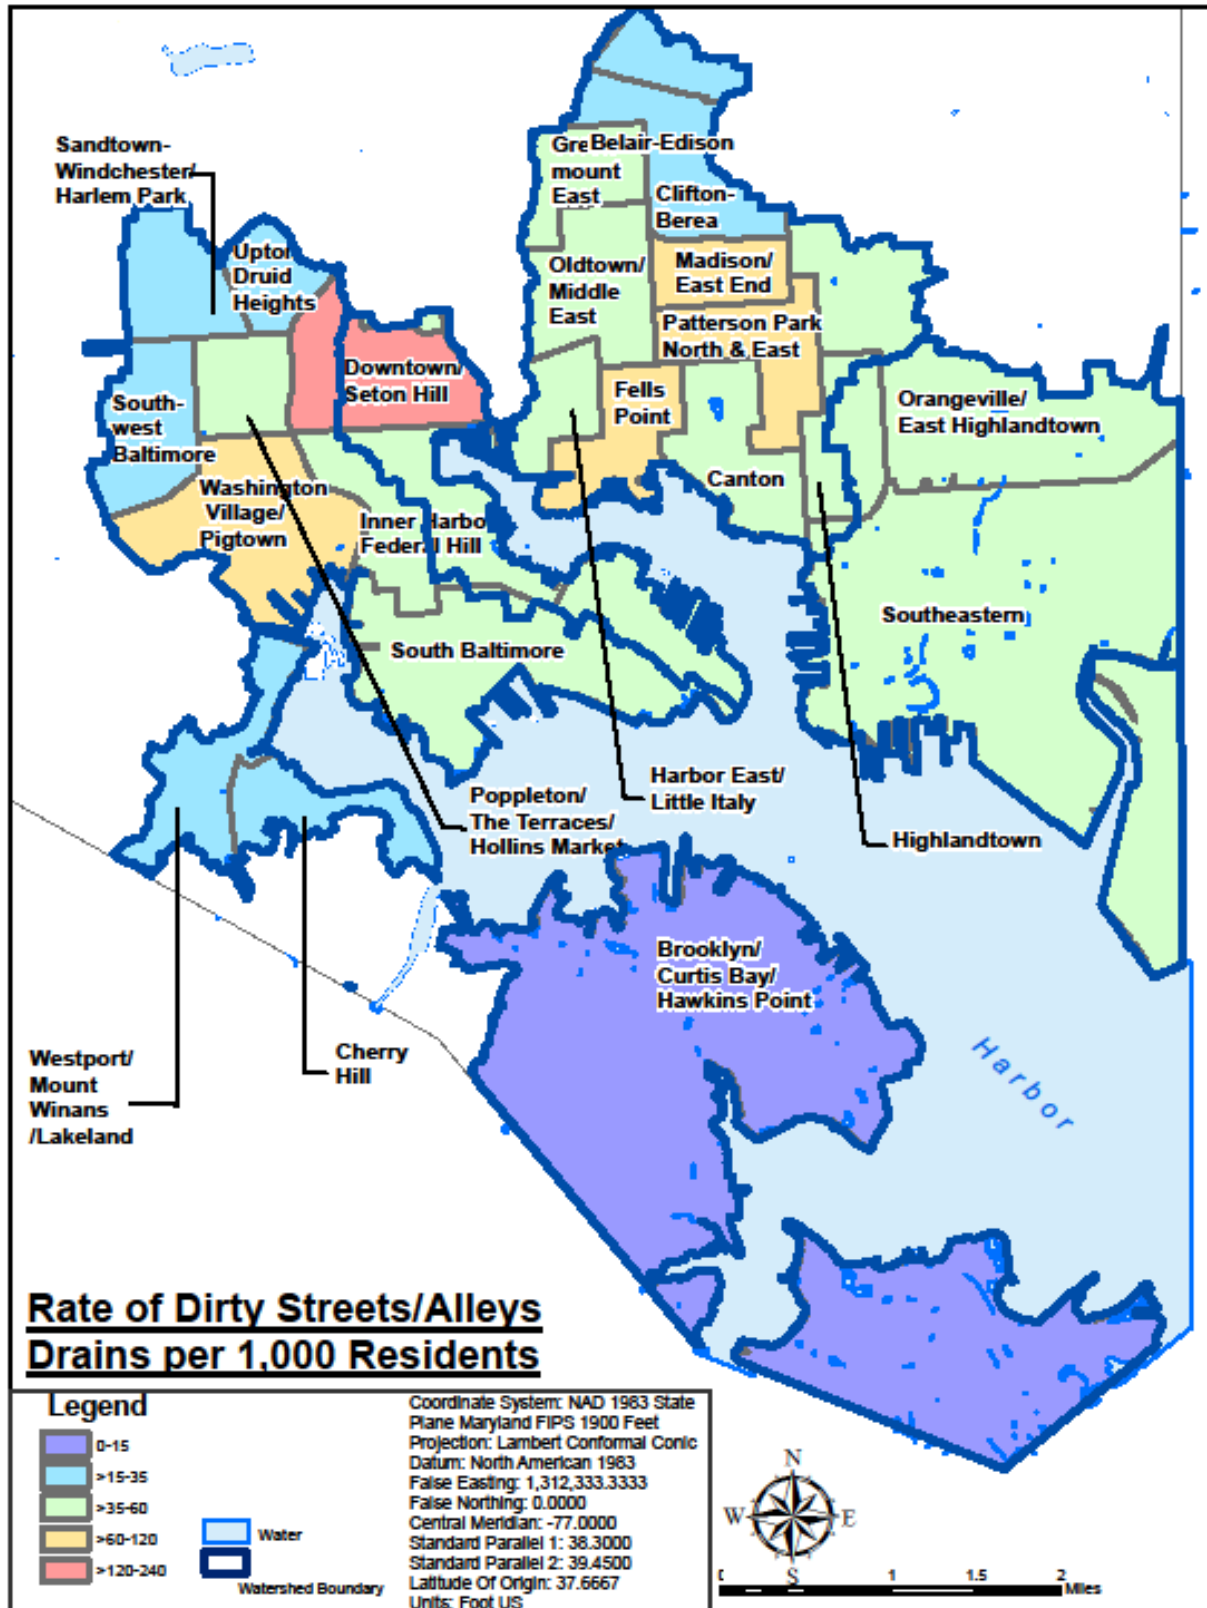 Sandtown-
Windchester/
Harlem Park
Upton
Druid
Heights
Gre
mount
East
Belair-Edison
Clifton-
Berea
Oldtown/
Middle
East
Madison/
East End
Patterson Park
North & East
Downtown/
Seton Hill
Fells
Point
Orangeville/
East Highlandtown
South-
west
Baltimore
Canton
Washington
Village/
Pigtown
Inner Harbo
Federal Hill
Southeastern
South Baltimore
Poppleton/
The Terraces/
Hollins Market
Harbor East/
Little Italy
Highlandtown
Brooklyn/
Curtis Bay/
Hawkins Point
Westport/
Mount
Winans
/Lakeland
Cherry
Hill
Harbor
Rate of Dirty Streets/Alleys
Drains per 1,000 Residents
Legend
0-15
>15-35
>35-60
>60-120
>120-240
Water
Watershed Boundary
Coordinate System: NAD 1983 State
Plane Maryland FIPS 1900 Feet
Projection: Lambert Conformal Conic
Datum: North American 1983
False Easting: 1,312,333.3333
False Northing: 0.0000
Central Meridian: -77.0000
Standard Parallel 1: 38.3000
Standard Parallel 2: 39.4500
Latitude Of Origin: 37.6667
Units: Foot US
N
W E
S
1 1.5 2
Miles